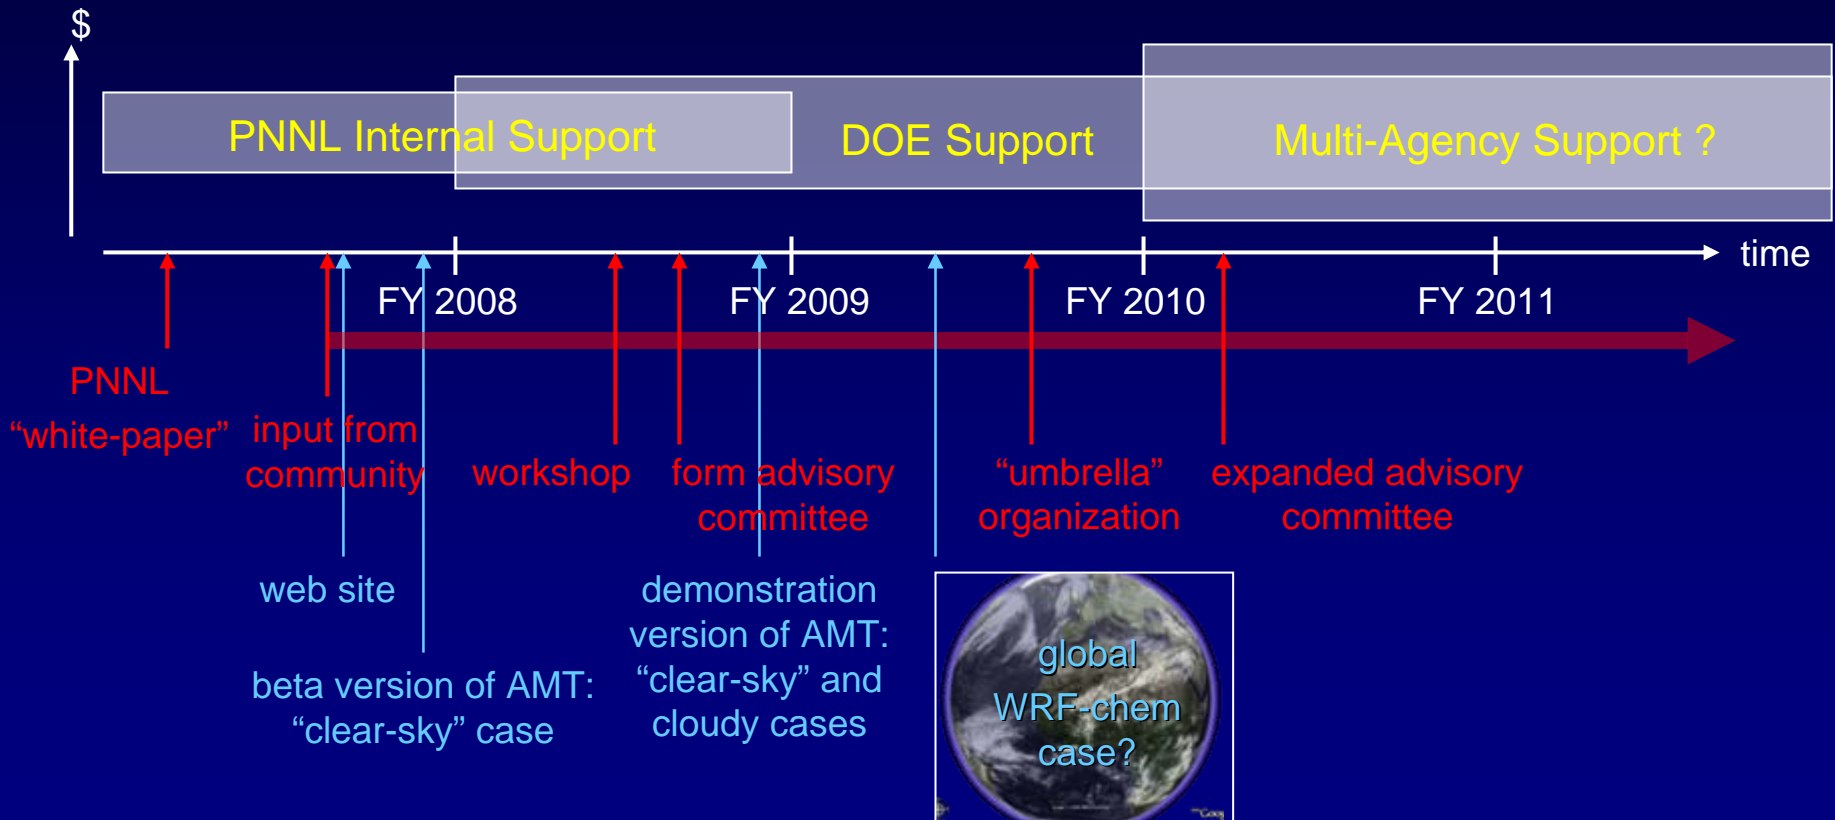 $
PNNL Internal Support
DOE Support
Multi-Agency Support ?
time
FY 2008
FY 2009
FY 2010
FY 2011
PNNL
“white-paper”
input from
community
workshop
form advisory
committee
“umbrella”
organization
expanded advisory
committee
web site
beta version of AMT:
“clear-sky” case
demonstration
version of AMT:
“clear-sky” and
cloudy cases
global
WRF-chem
case?